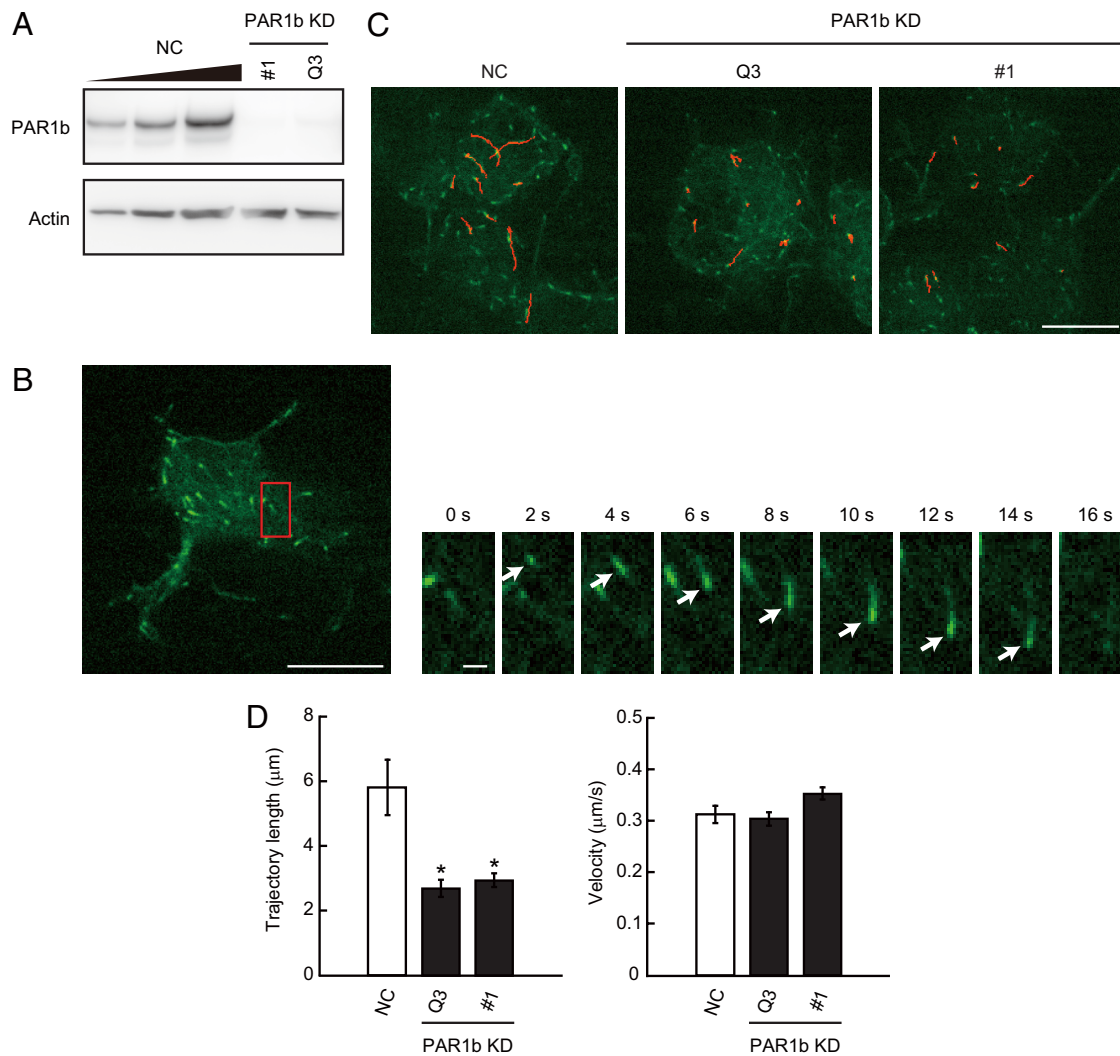 A
PAR1b KD
NC
#1
Q3
PAR1b
Actin
C
PAR1b KD
NC
Q3
#1
B
0 s 2 s 4 s 6 s 8 s 10 s 12 s 14 s 16 s
D
Trajectory length (μm)
8
6
4
2
0
NC
Q3
#1
PAR1b KD
Velocity (μm/s)
0.5
0.4
0.3
0.2
0.1
0
* *
NC
Q3
#1
PAR1b KD